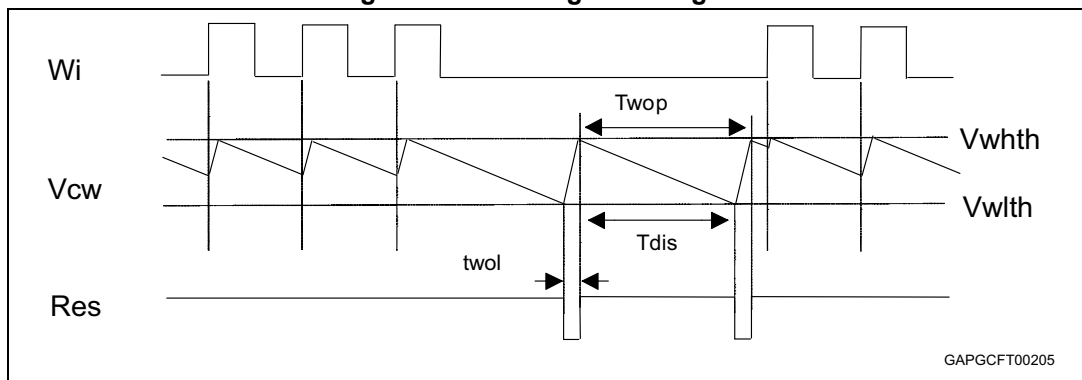 Wi
Twop
Vwhth
Vcw
Vwlth
Tdis
twol
Res
GAPGCFT00205